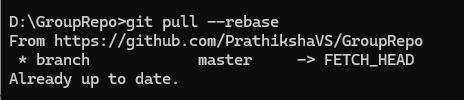 D:\GroupRepo>git pull --rebase
From https://github.com/PrathikshaVS/GroupRepo
 * branch            master     -> FETCH_HEAD
Already up to date.